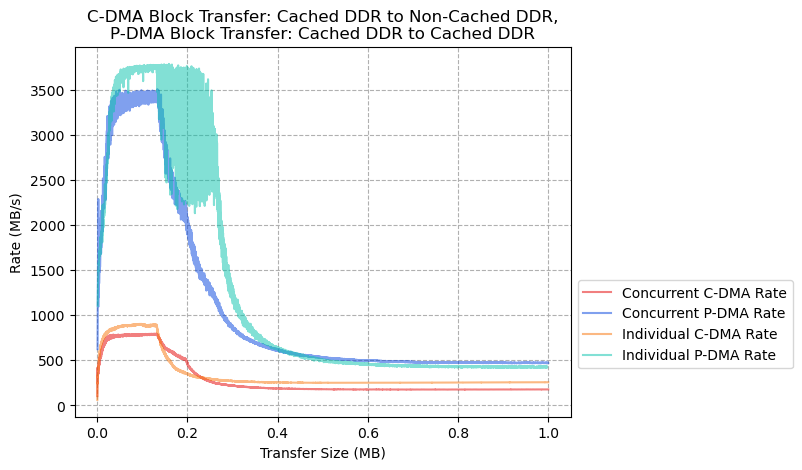 C-DMA Block Transfer: Cached DDR to Non-Cached DDR,
P-DMA Block Transfer: Cached DDR to Cached DDR
Rate (MB/s)
3500
3000
2500
2000
1500
1000
500
0
0.0 0.2 0.4 0.6 0.8 1.0
Transfer Size (MB)
Concurrent C-DMA Rate
Concurrent P-DMA Rate
Individual C-DMA Rate
Individual P-DMA Rate